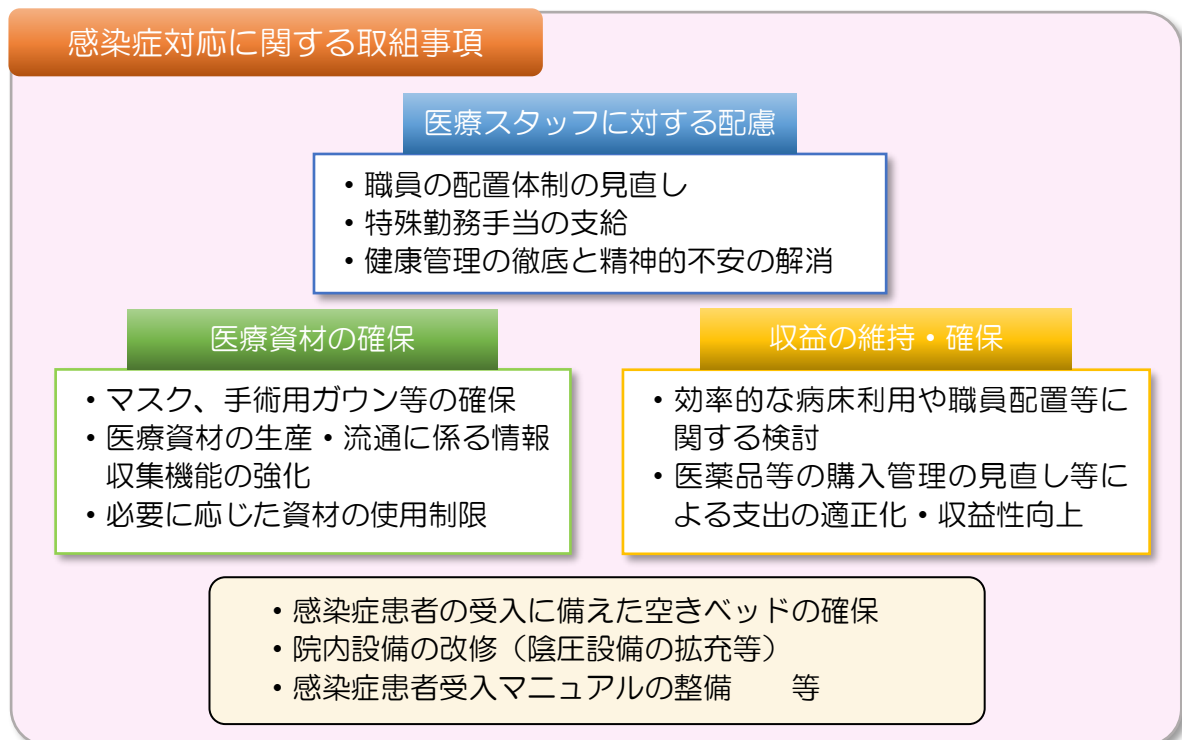 感染症対応に関する取組事項
医療スタッフに対する配慮
・職員の配置体制の見直し
・特殊勤務手当の支給
・健康管理の徹底と精神的不安の解消
医療資材の確保
・マスク、手術用ガウン等の確保
・医療資材の生産・流通に係る情報
収集機能の強化
・必要に応じた資材の使用制限
収益の維持・確保
・効率的な病床利用や職員配置等に
関する検討
・医薬品等の購入管理の見直し等に
よる支出の適正化・収益性向上
・感染症患者の受入に備えた空きベッドの確保
・院内設備の改修（陰圧設備の拡充等）
・感染症患者受入マニュアルの整備　　等